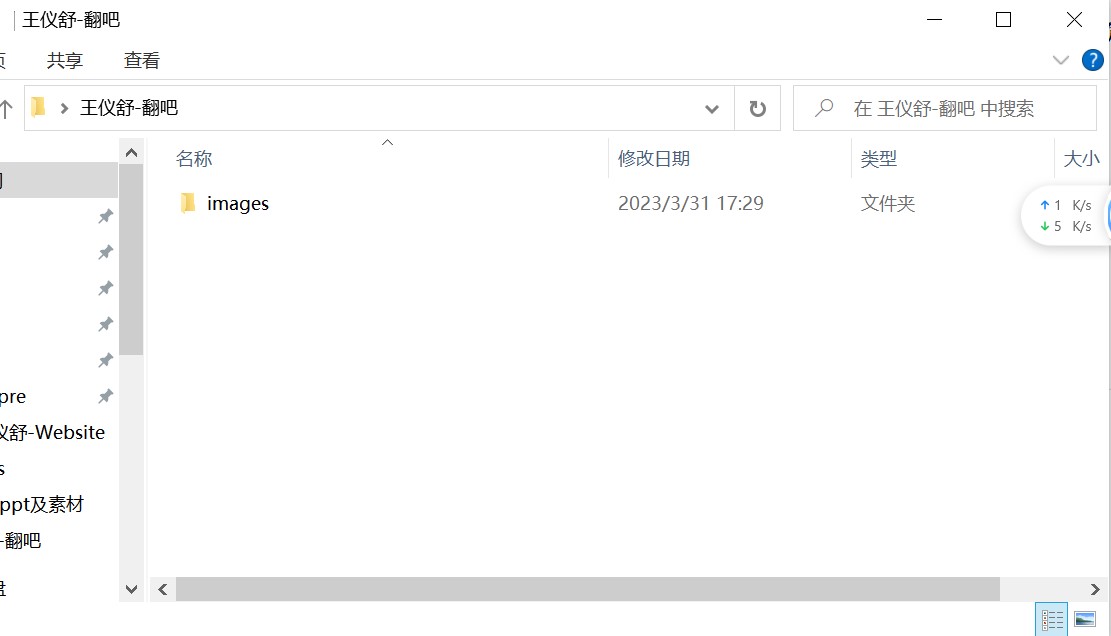 王仪舒-翻吧
共享 查看
王仪舒-翻吧 在 王仪舒-翻吧 中搜索
名称 修改日期 类型 大小
images 2023/3/31 17:29 文件夹
1 K/s
5 K/s
pre
仪舒-Website
s
ppt及素材
-翻吧
盘